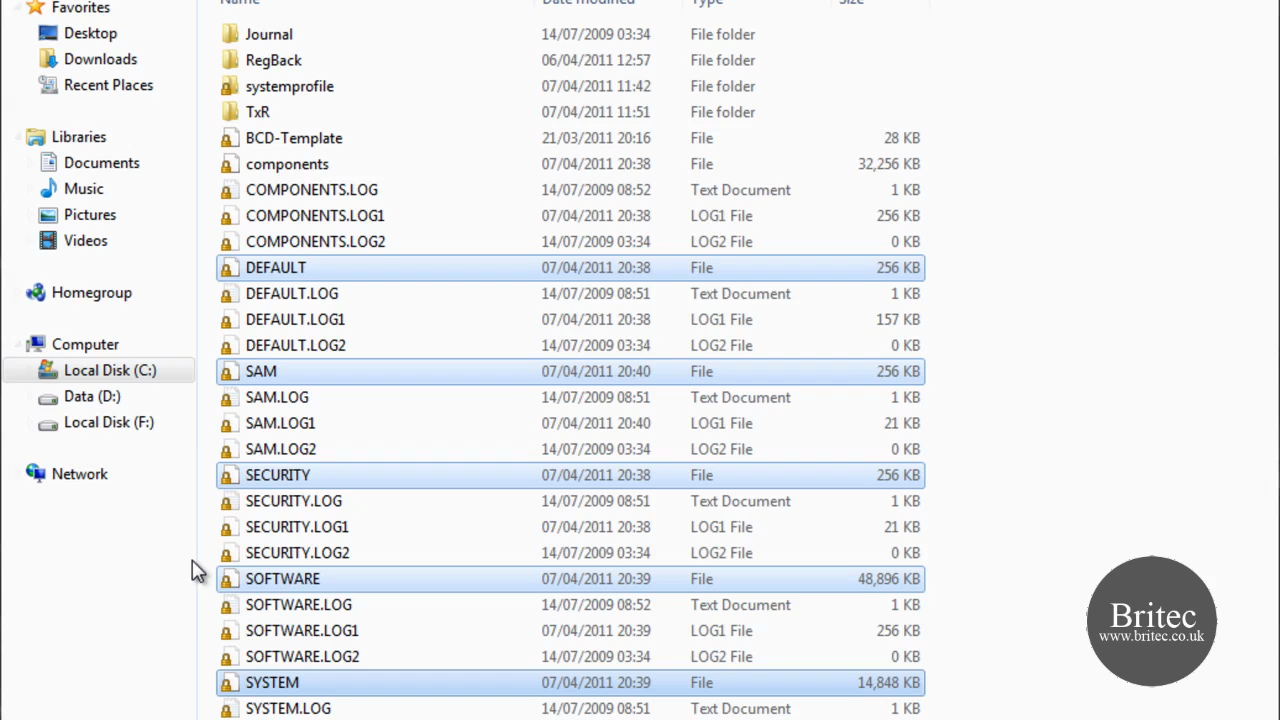 Favorites
Desktop
Downloads
Recent Places
Libraries
Documents
Music
Pictures
Videos
Homegroup
Computer
Local Disk (C:)
Data (D:)
Local Disk (F:)
Network
Name Date modified Type Size
Journal 14/07/2009 03:34 File folder
RegBack 06/04/2011 12:57 File folder
systemprofile 07/04/2011 11:42 File folder
TxR 07/04/2011 11:51 File folder
BCD-Template 21/03/2011 20:16 File 28 KB
components 07/04/2011 20:38 File 32,256 KB
COMPONENTS.LOG 14/07/2009 08:52 Text Document 1 KB
COMPONENTS.LOG1 07/04/2011 20:38 LOG1 File 256 KB
COMPONENTS.LOG2 14/07/2009 03:34 LOG2 File 0 KB
DEFAULT 07/04/2011 20:38 File 256 KB
DEFAULT.LOG 14/07/2009 08:51 Text Document 1 KB
DEFAULT.LOG1 07/04/2011 20:38 LOG1 File 157 KB
DEFAULT.LOG2 14/07/2009 03:34 LOG2 File 0 KB
SAM 07/04/2011 20:40 File 256 KB
SAM.LOG 14/07/2009 08:51 Text Document 1 KB
SAM.LOG1 07/04/2011 20:40 LOG1 File 21 KB
SAM.LOG2 14/07/2009 03:34 LOG2 File 0 KB
SECURITY 07/04/2011 20:38 File 256 KB
SECURITY.LOG 14/07/2009 08:51 Text Document 1 KB
SECURITY.LOG1 07/04/2011 20:38 LOG1 File 21 KB
SECURITY.LOG2 14/07/2009 03:34 LOG2 File 0 KB
SOFTWARE 07/04/2011 20:39 File 48,896 KB
SOFTWARE.LOG 14/07/2009 08:52 Text Document 1 KB
SOFTWARE.LOG1 07/04/2011 20:39 LOG1 File 256 KB
SOFTWARE.LOG2 14/07/2009 03:34 LOG2 File 0 KB
SYSTEM 07/04/2011 20:39 File 14,848 KB
SYSTEM.LOG 14/07/2009 08:51 Text Document 1 KB
Britec
www.britec.co.uk